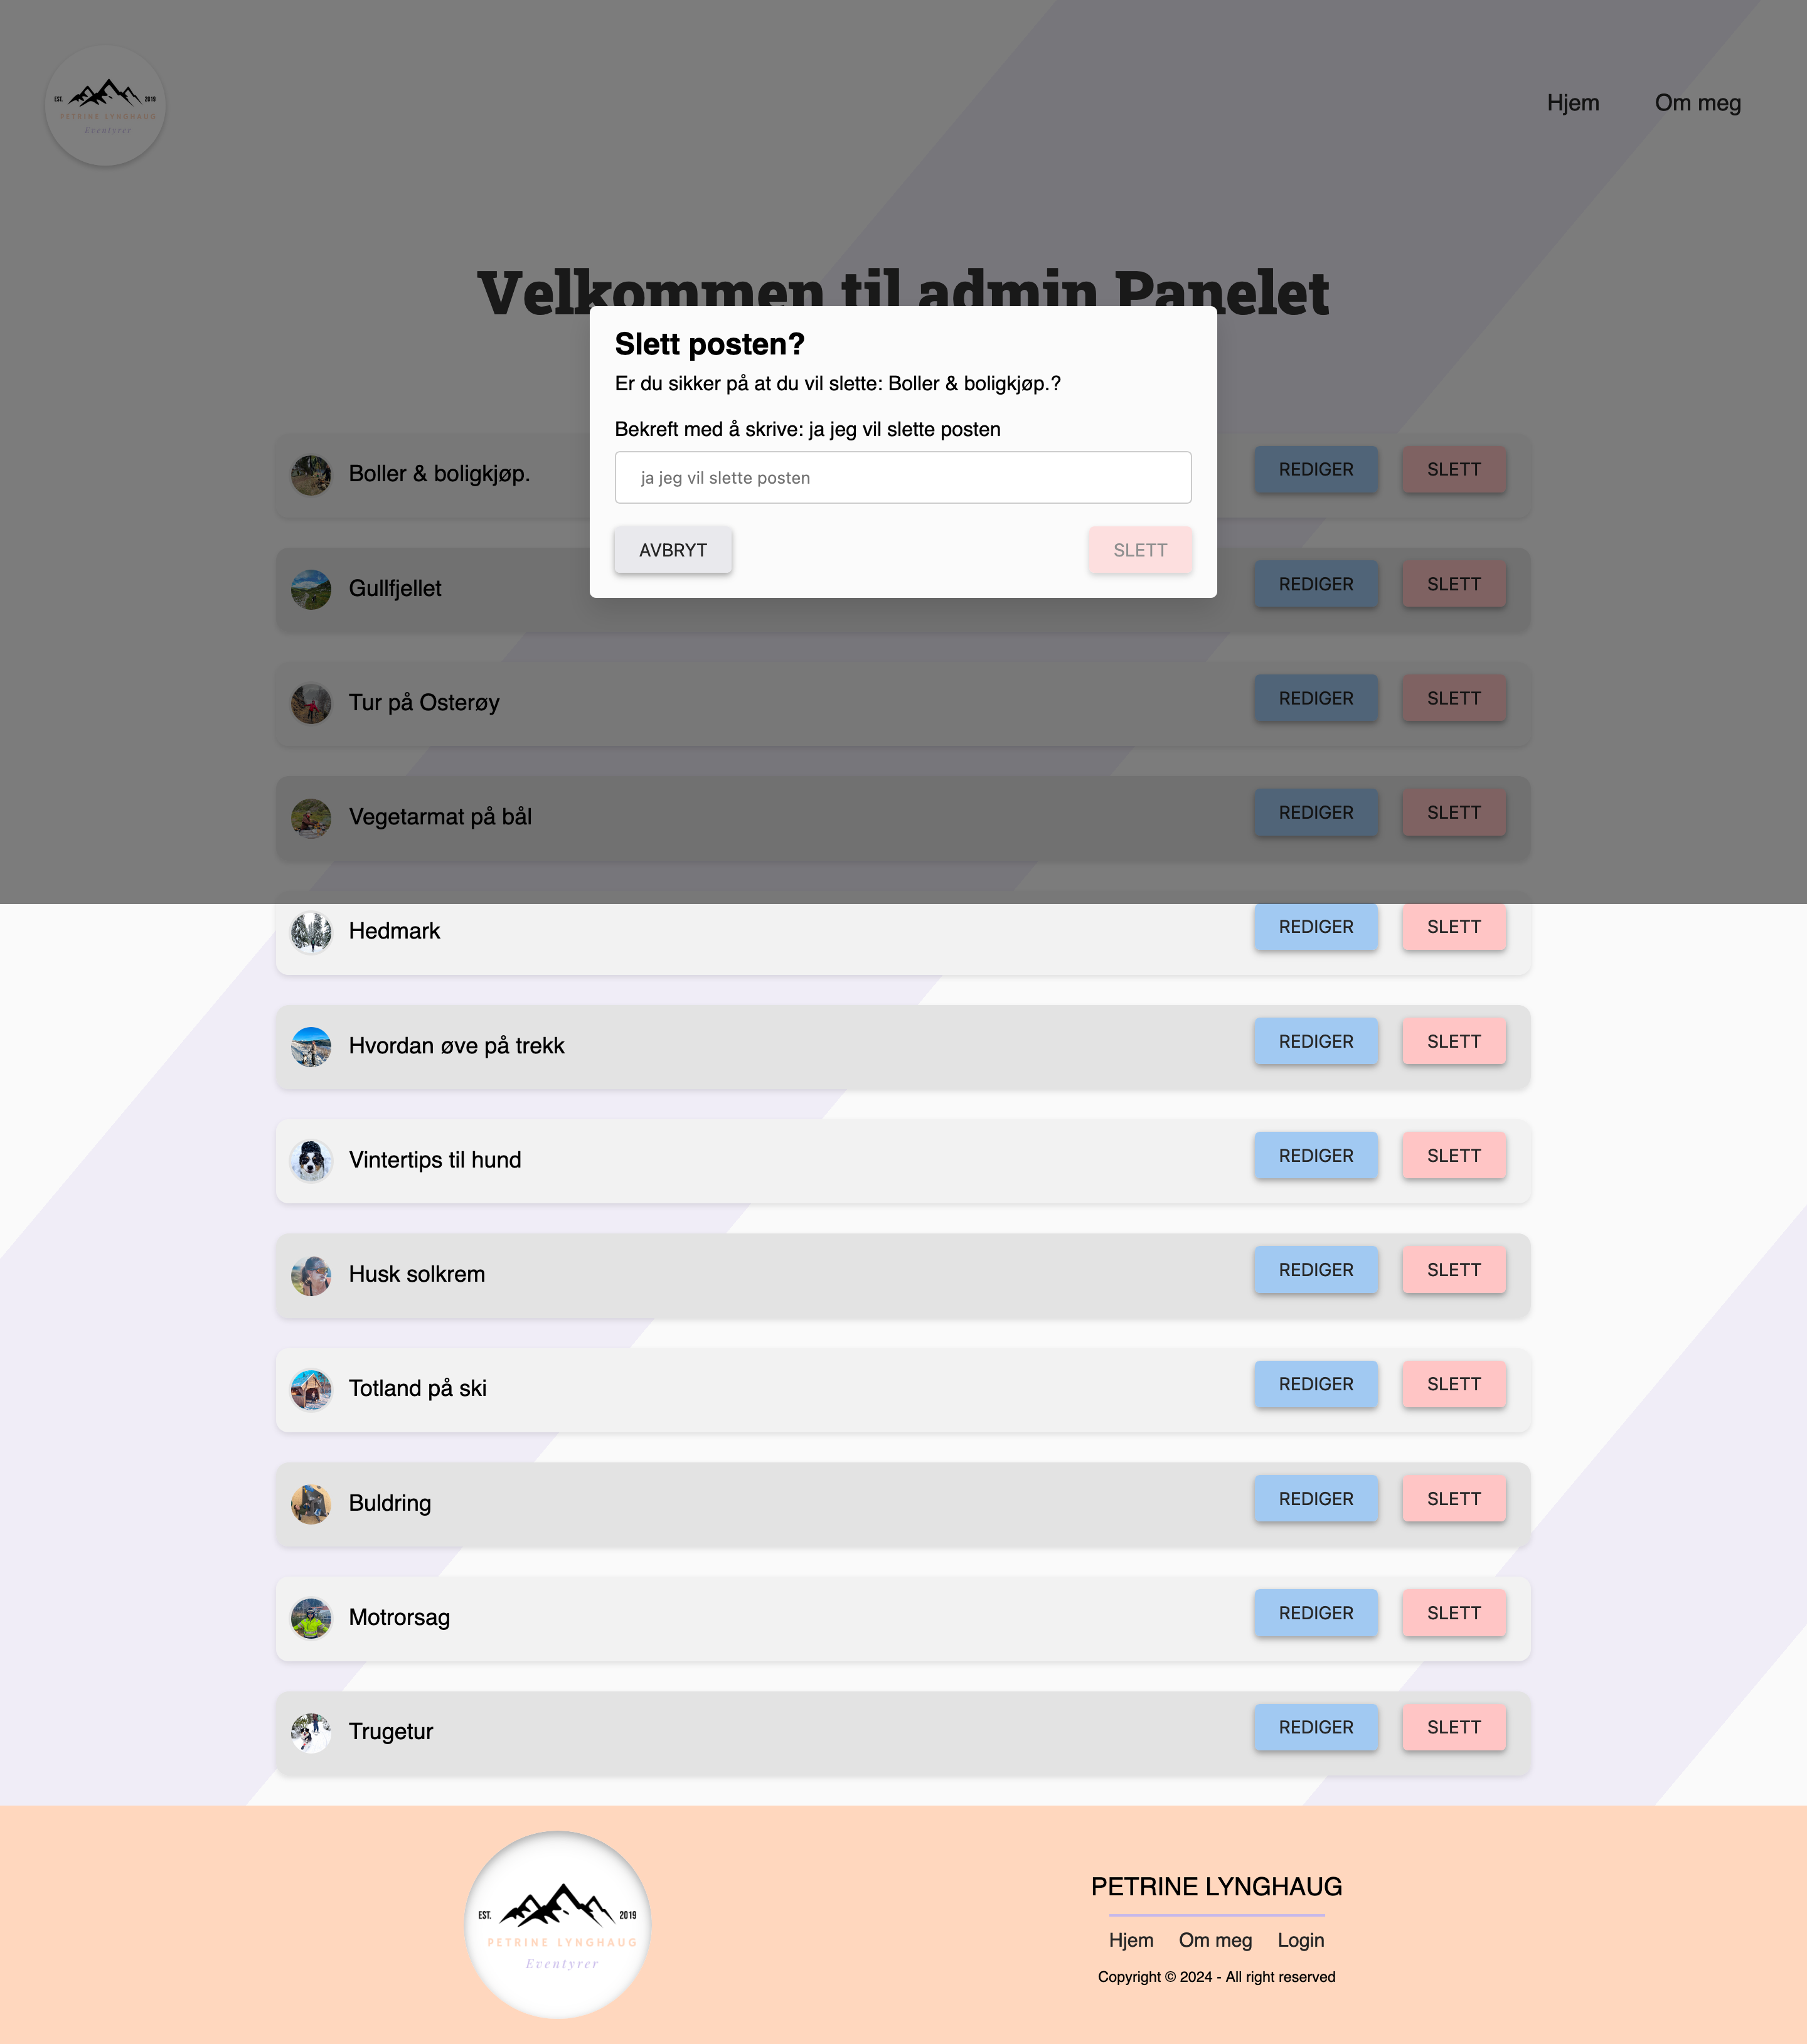 EST. 2019
PETRINE LYNGHAUG
Eventyrer
Hjem Om meg
Velkommen til admin Panelet
Slett posten?
Er du sikker på at du vil slette: Boller & boligkjøp.?
Bekreft med å skrive: ja jeg vil slette posten
ja jeg vil slette posten
AVBRYT SLETT
Boller & boligkjøp. REDIGER SLETT
Gullfjellet REDIGER SLETT
Tur på Osterøy REDIGER SLETT
Vegetarmat på bål REDIGER SLETT
Hedmark REDIGER SLETT
Hvordan øve på trekk REDIGER SLETT
Vintertips til hund REDIGER SLETT
Husk solkrem REDIGER SLETT
Totland på ski REDIGER SLETT
Buldring REDIGER SLETT
Motrorsag REDIGER SLETT
Trugetur REDIGER SLETT
EST. 2019
PETRINE LYNGHAUG
Eventyrer
PETRINE LYNGHAUG
Hjem Om meg Login
Copyright © 2024 - All right reserved